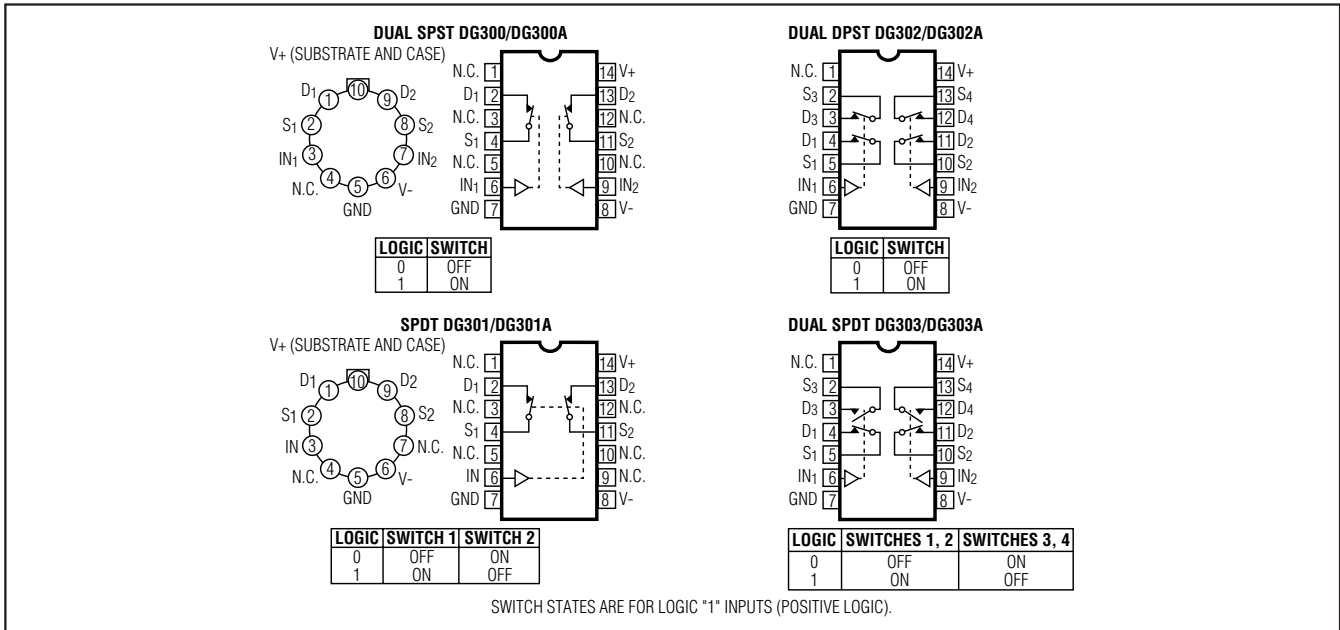 DUAL SPST DG300/DG300A
V+ (SUBSTRATE AND CASE)
D1 1 10 9 D2
S1 2 8 S2
IN1 3 7 IN2
N.C. 4 5 6 V-
GND
N.C. 1 14 V+
D1 2 13 D2
N.C. 3 12 N.C.
S1 4 11 S2
N.C. 5 10 N.C.
IN1 6 9 IN2
GND 7 8 V-
LOGIC SWITCH
0 OFF
1 ON
DUAL DPST DG302/DG302A
N.C. 1 14 V+
S3 2 13 S4
D3 3 12 D4
D1 4 11 D2
S1 5 10 S2
IN1 6 9 IN2
GND 7 8 V-
LOGIC SWITCH
0 OFF
1 ON
SPDT DG301/DG301A
V+ (SUBSTRATE AND CASE)
D1 1 10 9 D2
S1 2 8 S2
IN 3 7 N.C.
N.C. 4 5 6 V-
GND
N.C. 1 14 V+
D1 2 13 D2
N.C. 3 12 N.C.
S1 4 11 S2
N.C. 5 10 N.C.
IN 6 9 N.C.
GND 7 8 V-
LOGIC SWITCH 1 SWITCH 2
0 OFF ON
1 ON OFF
DUAL SPDT DG303/DG303A
N.C. 1 14 V+
S3 2 13 S4
D3 3 12 D4
D1 4 11 D2
S1 5 10 S2
IN1 6 9 IN2
GND 7 8 V-
LOGIC SWITCHES 1, 2 SWITCHES 3, 4
0 OFF ON
1 ON OFF
SWITCH STATES ARE FOR LOGIC "1" INPUTS (POSITIVE LOGIC).